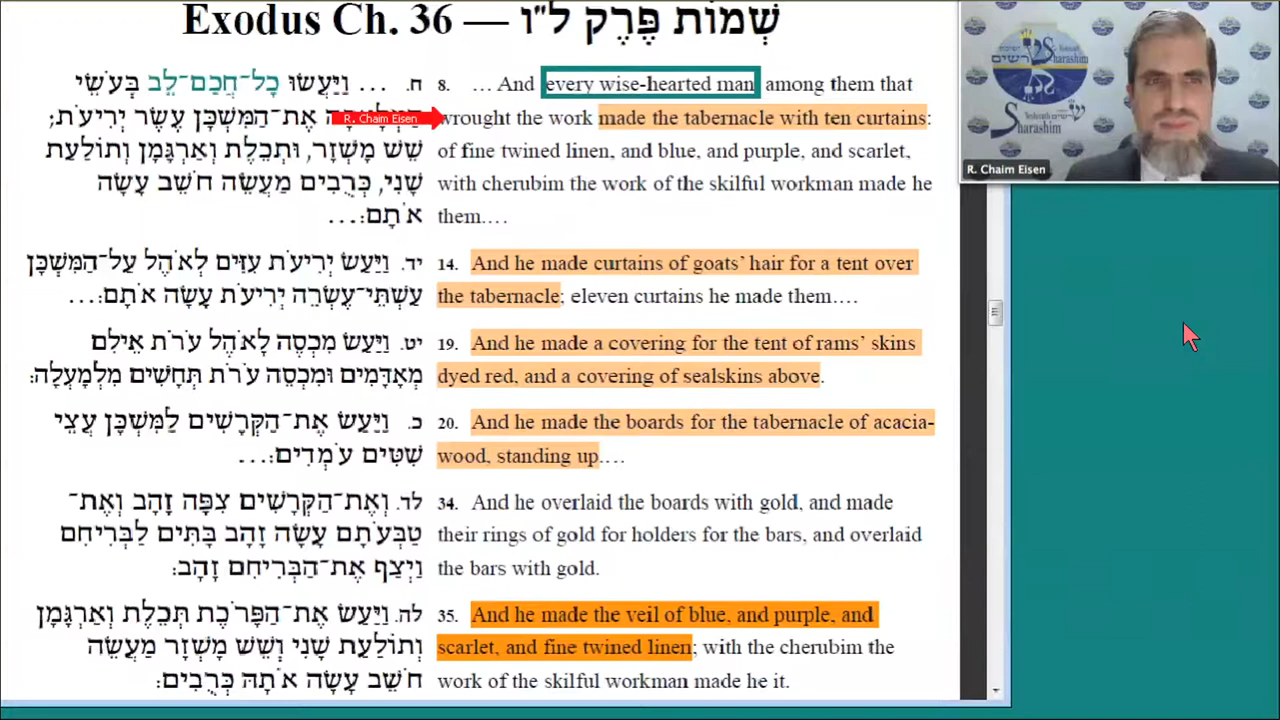 Exodus Ch. 36 — שְׁמוֹת פֶּרֶק ל"ו
ח. ... וַיַּעֲשׂוּ כָל־חֲכַם־לֵב בְּעֹשֵׂי
אֶת־הַמִּשְׁכָּן עֶשֶׂר יְרִיעֹת;
שֵׁשׁ מָשְׁזָר, וּתְכֵלֶת וְאַרְגָּמָן וְתוֹלַעַת
שָׁנִי, כְּרֻבִים מַעֲשֵׂה חֹשֵׁב עָשָׂה
אֹתָם:...
8. ... And every wise-hearted man among them that
wrought the work made the tabernacle with ten curtains:
of fine twined linen, and blue, and purple, and scarlet,
with cherubim the work of the skilful workman made he
them....
R. Chaim Eisen
יד. וַיַּעַשׂ יְרִיעֹת עִזִּים לְאֹהֶל עַל־הַמִּשְׁכָּן
עַשְׁתֵּי־עֶשְׂרֵה יְרִיעֹת עָשָׂה אֹתָם:...
14. And he made curtains of goats' hair for a tent over
the tabernacle; eleven curtains he made them....
יט. וַיַּעַשׂ מִכְסֶה לָאֹהֶל עֹרֹת אֵילִם
מְאָדָּמִים וּמִכְסֵה עֹרֹת תְּחָשִׁים מִלְמָעְלָה:
19. And he made a covering for the tent of rams' skins
dyed red, and a covering of sealskins above.
כ. וַיַּעַשׂ אֶת־הַקְּרָשִׁים לַמִּשְׁכָּן עֲצֵי
שִׁטִּים עֹמְדִים:...
20. And he made the boards for the tabernacle of acacia-
wood, standing up....
לד. וְאֶת־הַקְּרָשִׁים צִפָּה זָהָב וְאֶת־
טַבְּעֹתָם עָשָׂה זָהָב בָּתִּים לַבְּרִיחִם
וַיְצַף אֶת־הַבְּרִיחִם זָהָב:
34. And he overlaid the boards with gold, and made
their rings of gold for holders for the bars, and overlaid
the bars with gold.
לה. וַיַּעַשׂ אֶת־הַפָּרֹכֶת תְּכֵלֶת וְאַרְגָּמָן
וְתוֹלַעַת שָׁנִי וְשֵׁשׁ מָשְׁזָר מַעֲשֵׂה
חֹשֵׁב עָשָׂה אֹתָהּ כְּרֻבִים:
35. And he made the veil of blue, and purple, and
scarlet, and fine twined linen; with the cherubim the
work of the skilful workman made he it.
Yeshivath
Sharashim
R. Chaim Eisen